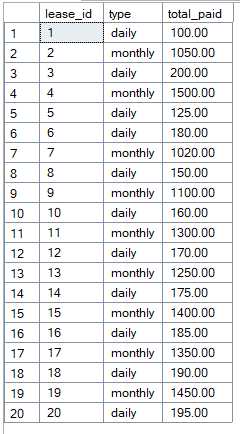 lease_id type total_paid
1 1 daily 100.00
2 2 monthly 1050.00
3 3 daily 200.00
4 4 monthly 1500.00
5 5 daily 125.00
6 6 daily 180.00
7 7 monthly 1020.00
8 8 daily 150.00
9 9 monthly 1100.00
10 10 daily 160.00
11 11 monthly 1300.00
12 12 daily 170.00
13 13 monthly 1250.00
14 14 daily 175.00
15 15 monthly 1400.00
16 16 daily 185.00
17 17 monthly 1350.00
18 18 daily 190.00
19 19 monthly 1450.00
20 20 daily 195.00